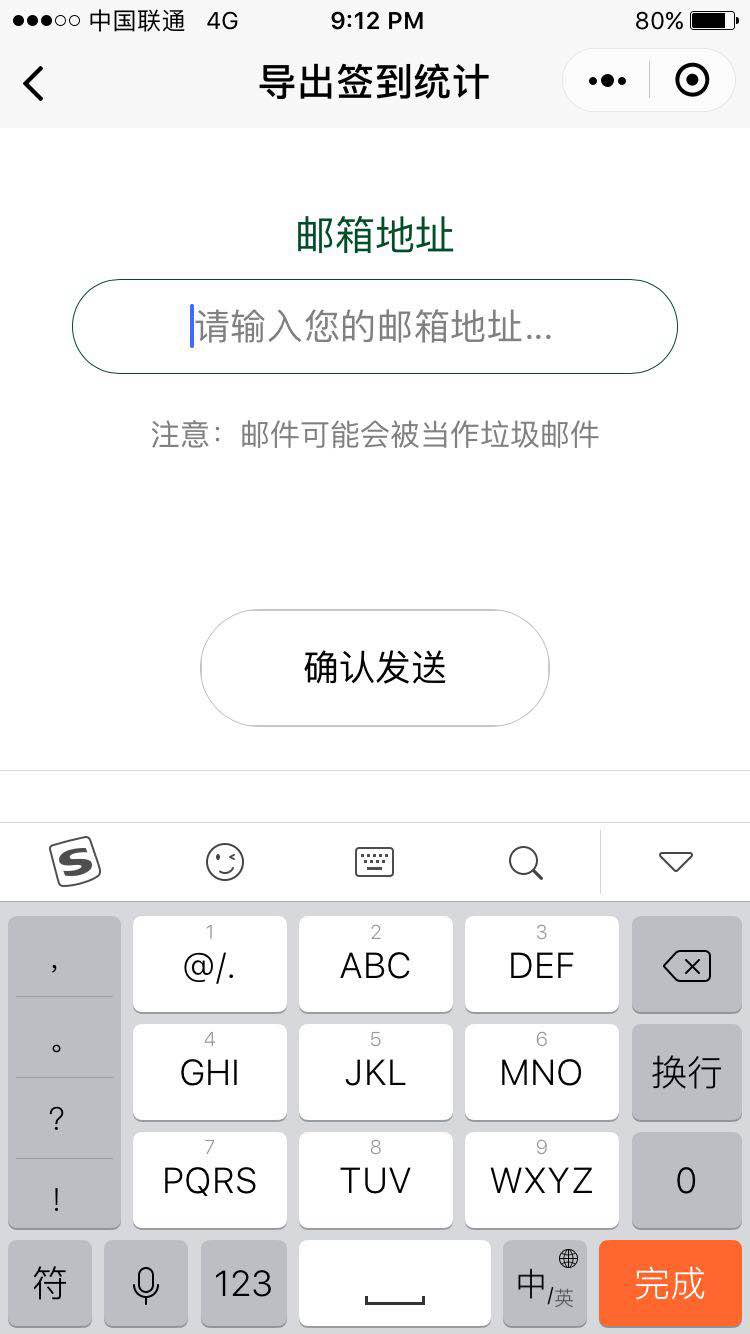 中国联通 4G 9:12 PM 80%
导出签到统计
邮箱地址
请输入您的邮箱地址...
注意：邮件可能会被当作垃圾邮件
确认发送
S
， 1 2 3
@/. ABC DEF
。 4 5 6
GHI JKL MNO 换行
? 7 8 9
PQRS TUV WXYZ 0
!
符 123 中/英 完成